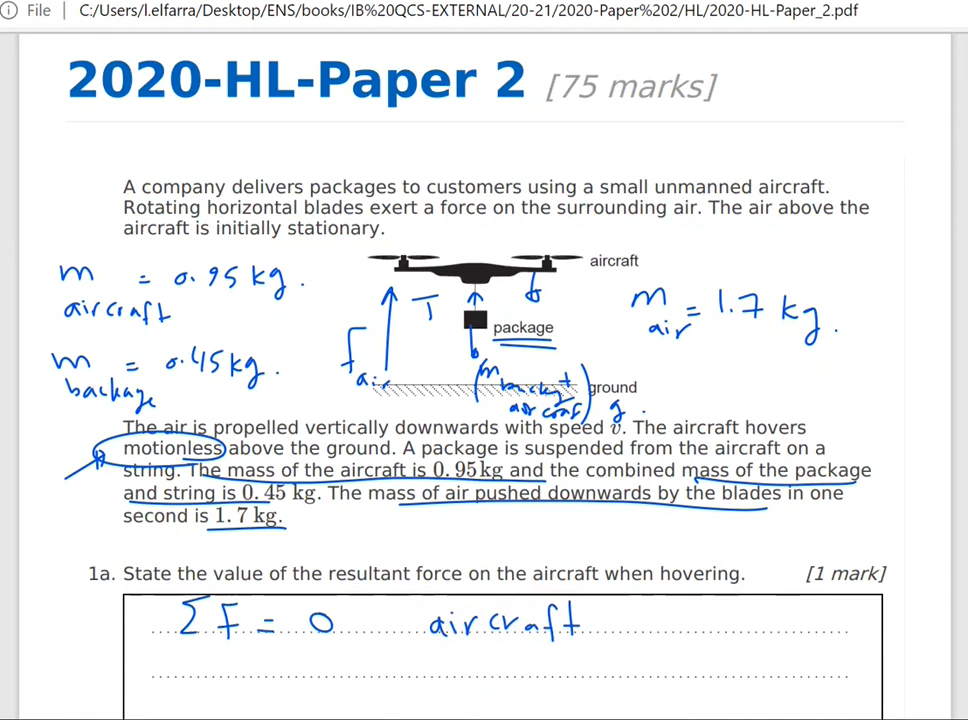 File | C:/Users/l.elfarra/Desktop/ENS/books/IB%20QCS-EXTERNAL/20-21/2020-Paper%202/HL/2020-HL-Paper_2.pdf
2020-HL-Paper 2 [75 marks]
A company delivers packages to customers using a small unmanned aircraft.
Rotating horizontal blades exert a force on the surrounding air. The air above the
aircraft is initially stationary.
aircraft
m aircraft = 0.95 kg.
T
m air = 1.7 kg.
package
F air
m backage = 0.45 kg.
ground
g.
The air is propelled vertically downwards with speed v. The aircraft hovers
motionless above the ground. A package is suspended from the aircraft on a
string. The mass of the aircraft is 0.95 kg and the combined mass of the package
and string is 0.45 kg. The mass of air pushed downwards by the blades in one
second is 1.7 kg.
1a. State the value of the resultant force on the aircraft when hovering. [1 mark]
ΣF = 0 aircraft